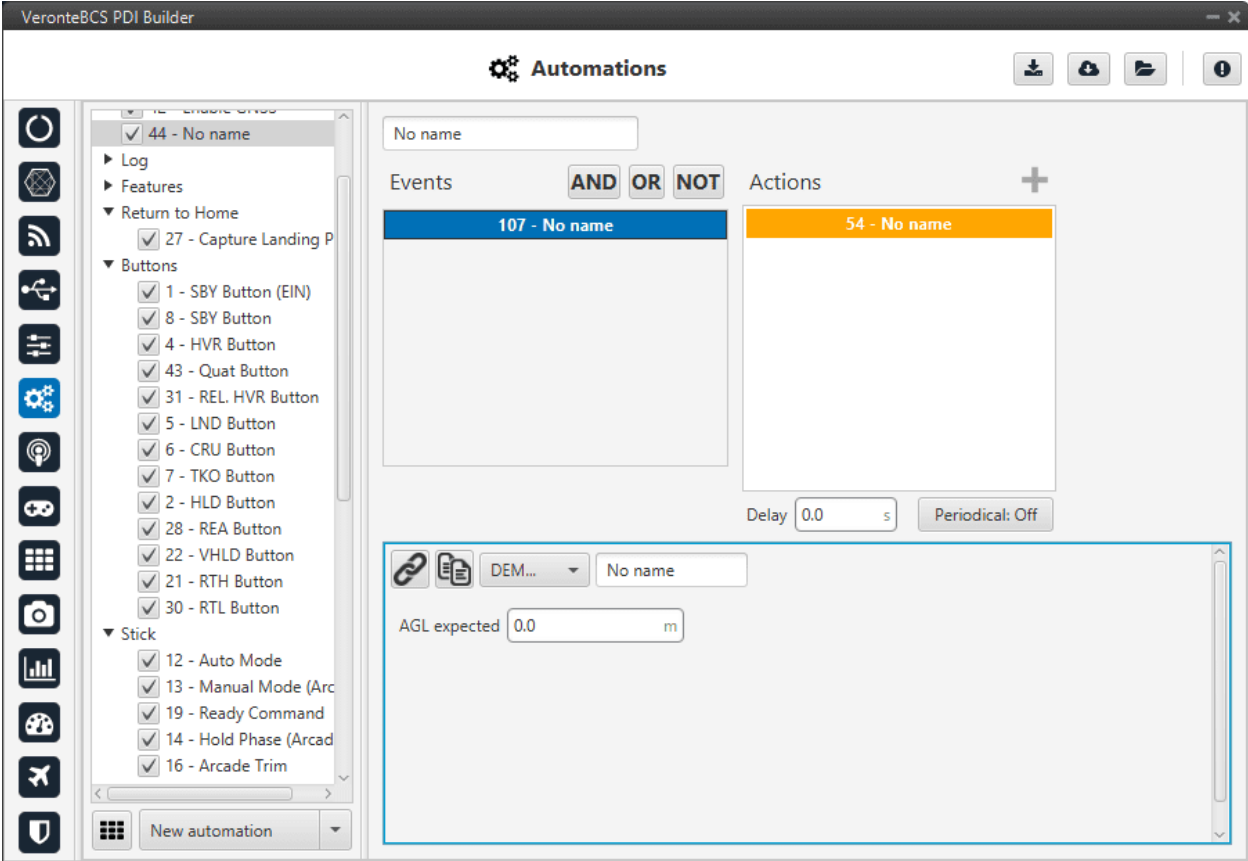 VeronteBCS PDI Builder
Automations
44 - No name
Log
Features
Return to Home
27 - Capture Landing P
Buttons
1 - SBY Button (EIN)
8 - SBY Button
4 - HVR Button
43 - Quat Button
31 - REL. HVR Button
5 - LND Button
6 - CRU Button
7 - TKO Button
2 - HLD Button
28 - REA Button
22 - VHLD Button
21 - RTH Button
30 - RTL Button
Stick
12 - Auto Mode
13 - Manual Mode (Arc
19 - Ready Command
14 - Hold Phase (Arcad
16 - Arcade Trim
New automation
No name
Events AND OR NOT Actions
107 - No name
54 - No name
Delay 0.0 s Periodical: Off
DEM... No name
AGL expected 0.0 m